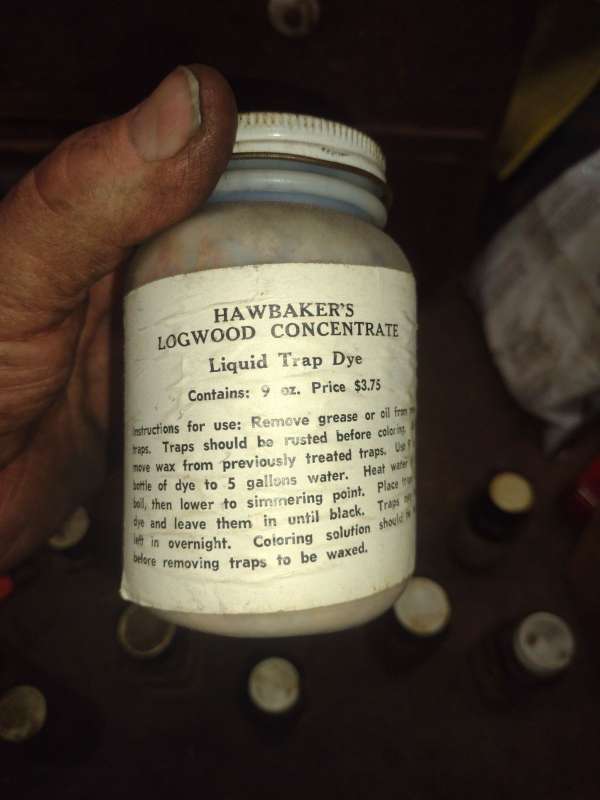 HAWBAKER'S
LOGWOOD CONCENTRATE
Liquid Trap Dye
Contains: 9 oz. Price $3.75
Instructions for use: Remove grease or oil from
traps. Traps should be rusted before coloring.
move wax from previously treated traps. Use
bottle of dye to 5 gallons water. Heat water
boil, then lower to simmering point. Place
dye and leave them in until black. Traps
left in overnight. Coloring solution should
before removing traps to be waxed.